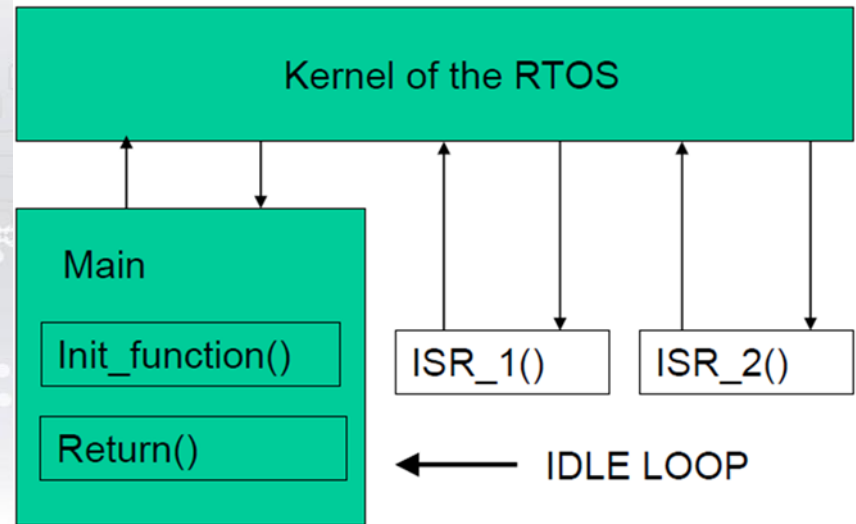 Kernel of the RTOS
Main
Init_function()
ISR_1()
ISR_2()
Return()
IDLE LOOP